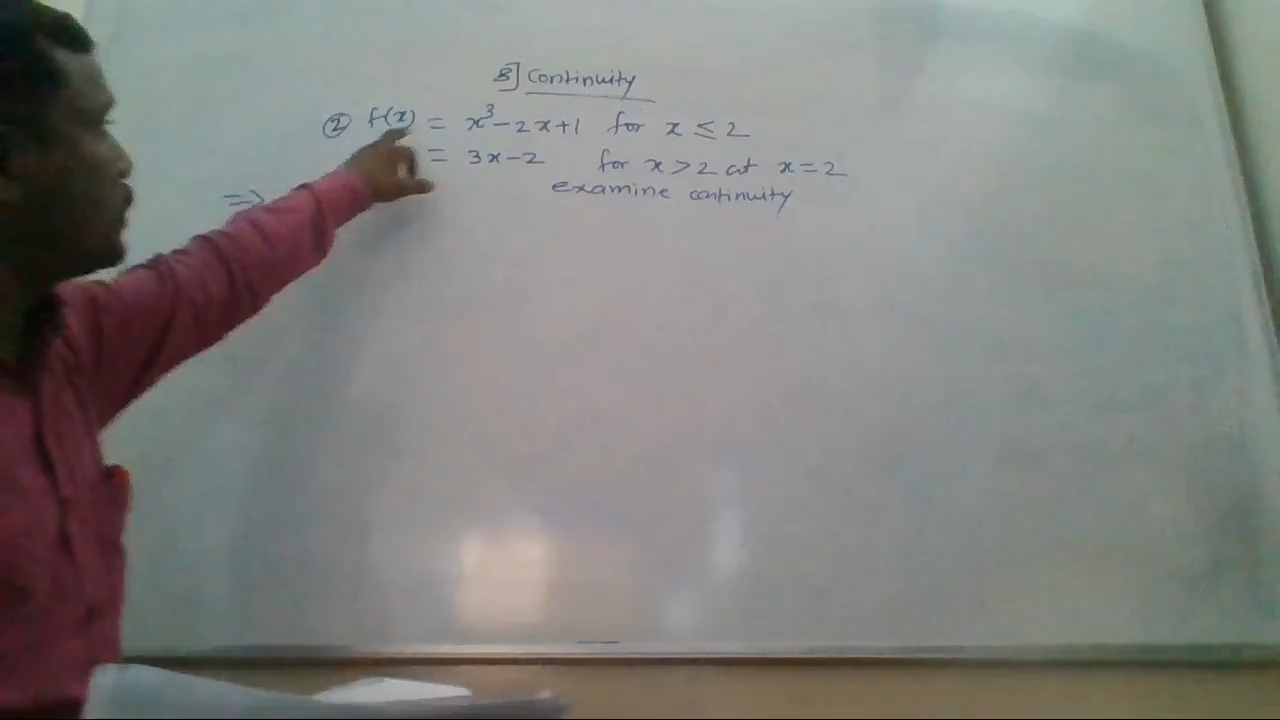 8] Continuity
② f(x) = x³-2x+1 for x ≤ 2
= 3x-2 for x>2 at x=2
examine continuity
⇒